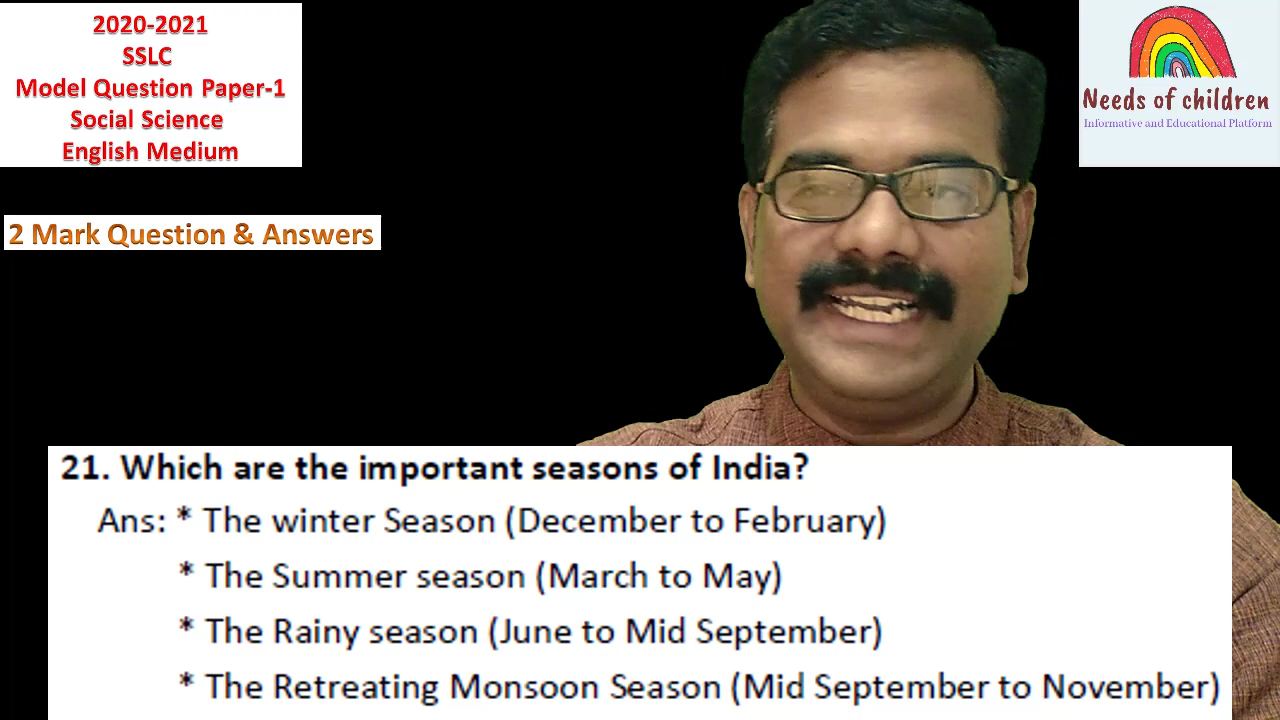 2020-2021
SSLC
Model Question Paper-1
Social Science
English Medium
Needs of children
Informative and Educational Platform
2 Mark Question & Answers
21. Which are the important seasons of India?
Ans: * The winter Season (December to February)
* The Summer season (March to May)
* The Rainy season (June to Mid September)
* The Retreating Monsoon Season (Mid September to November)